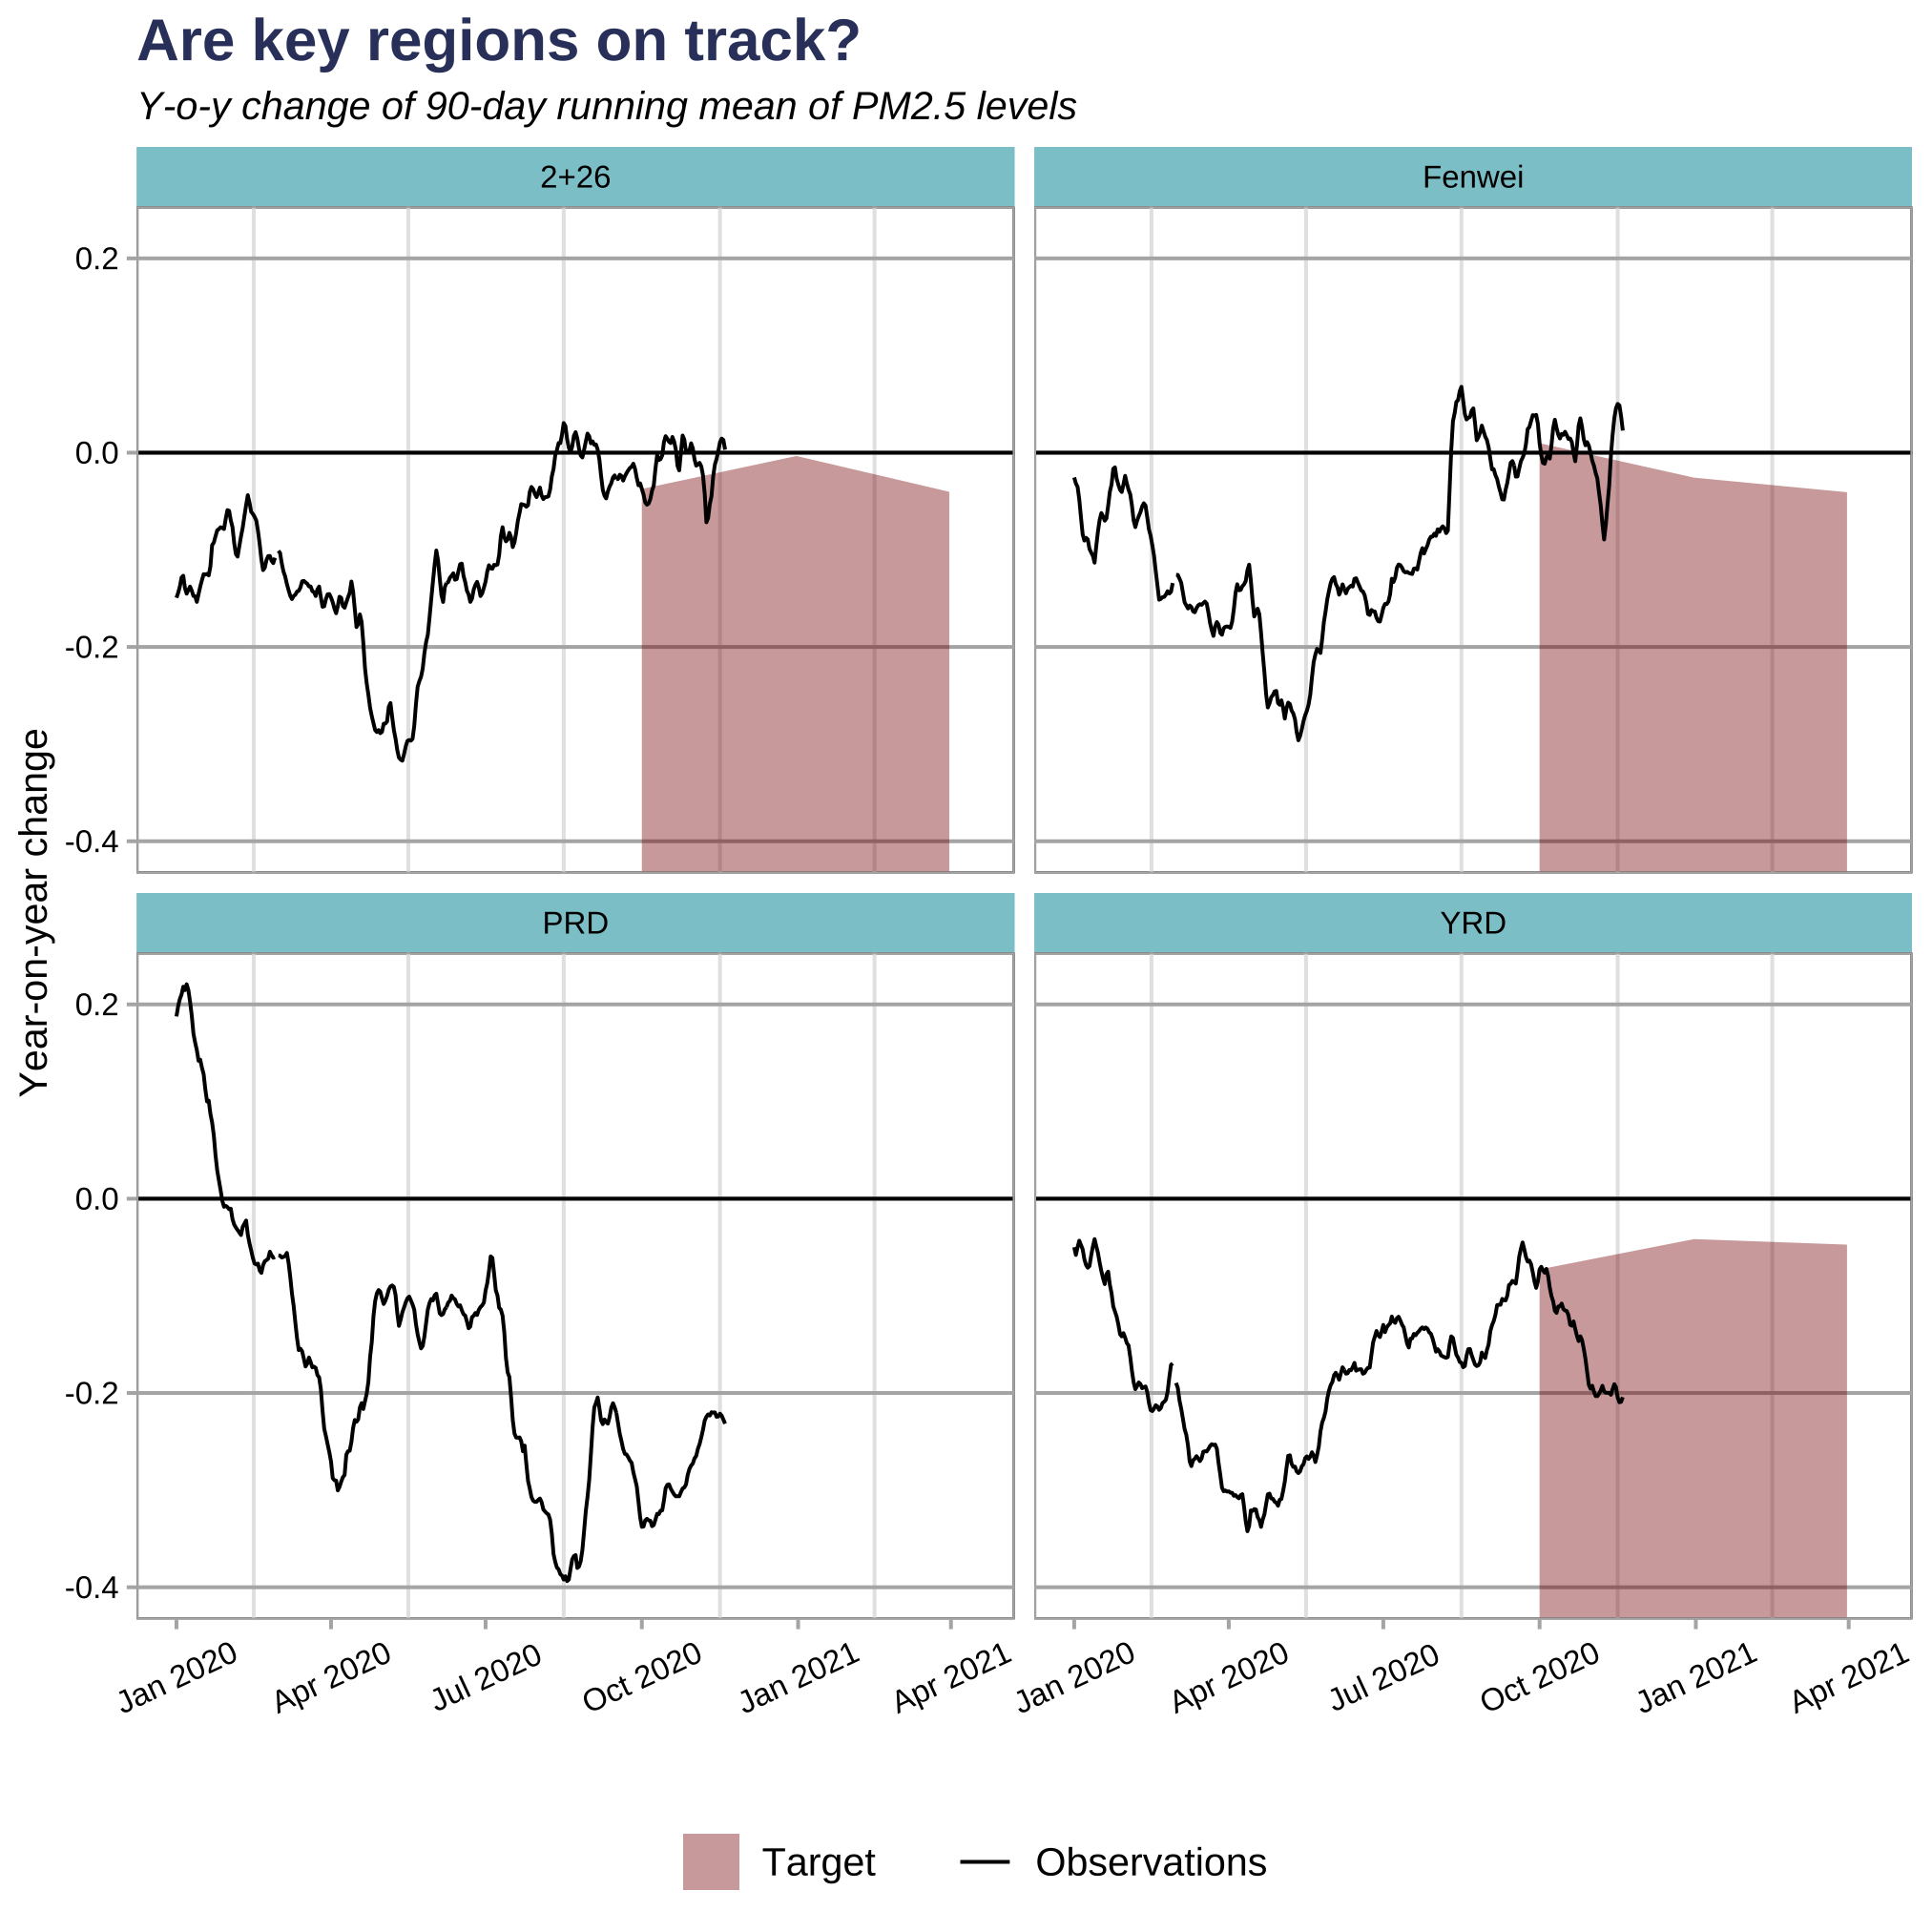 Are key regions on track?
Y-o-y change of 90-day running mean of PM2.5 levels
2+26
Fenwei
0.2
0.0
-0.2
-0.4
Year-on-year change
PRD
YRD
0.2
0.0
-0.2
-0.4
Jan 2020
Apr 2020
Jul 2020
Oct 2020
Jan 2021
Apr 2021
Jan 2020
Apr 2020
Jul 2020
Oct 2020
Jan 2021
Apr 2021
Target
Observations